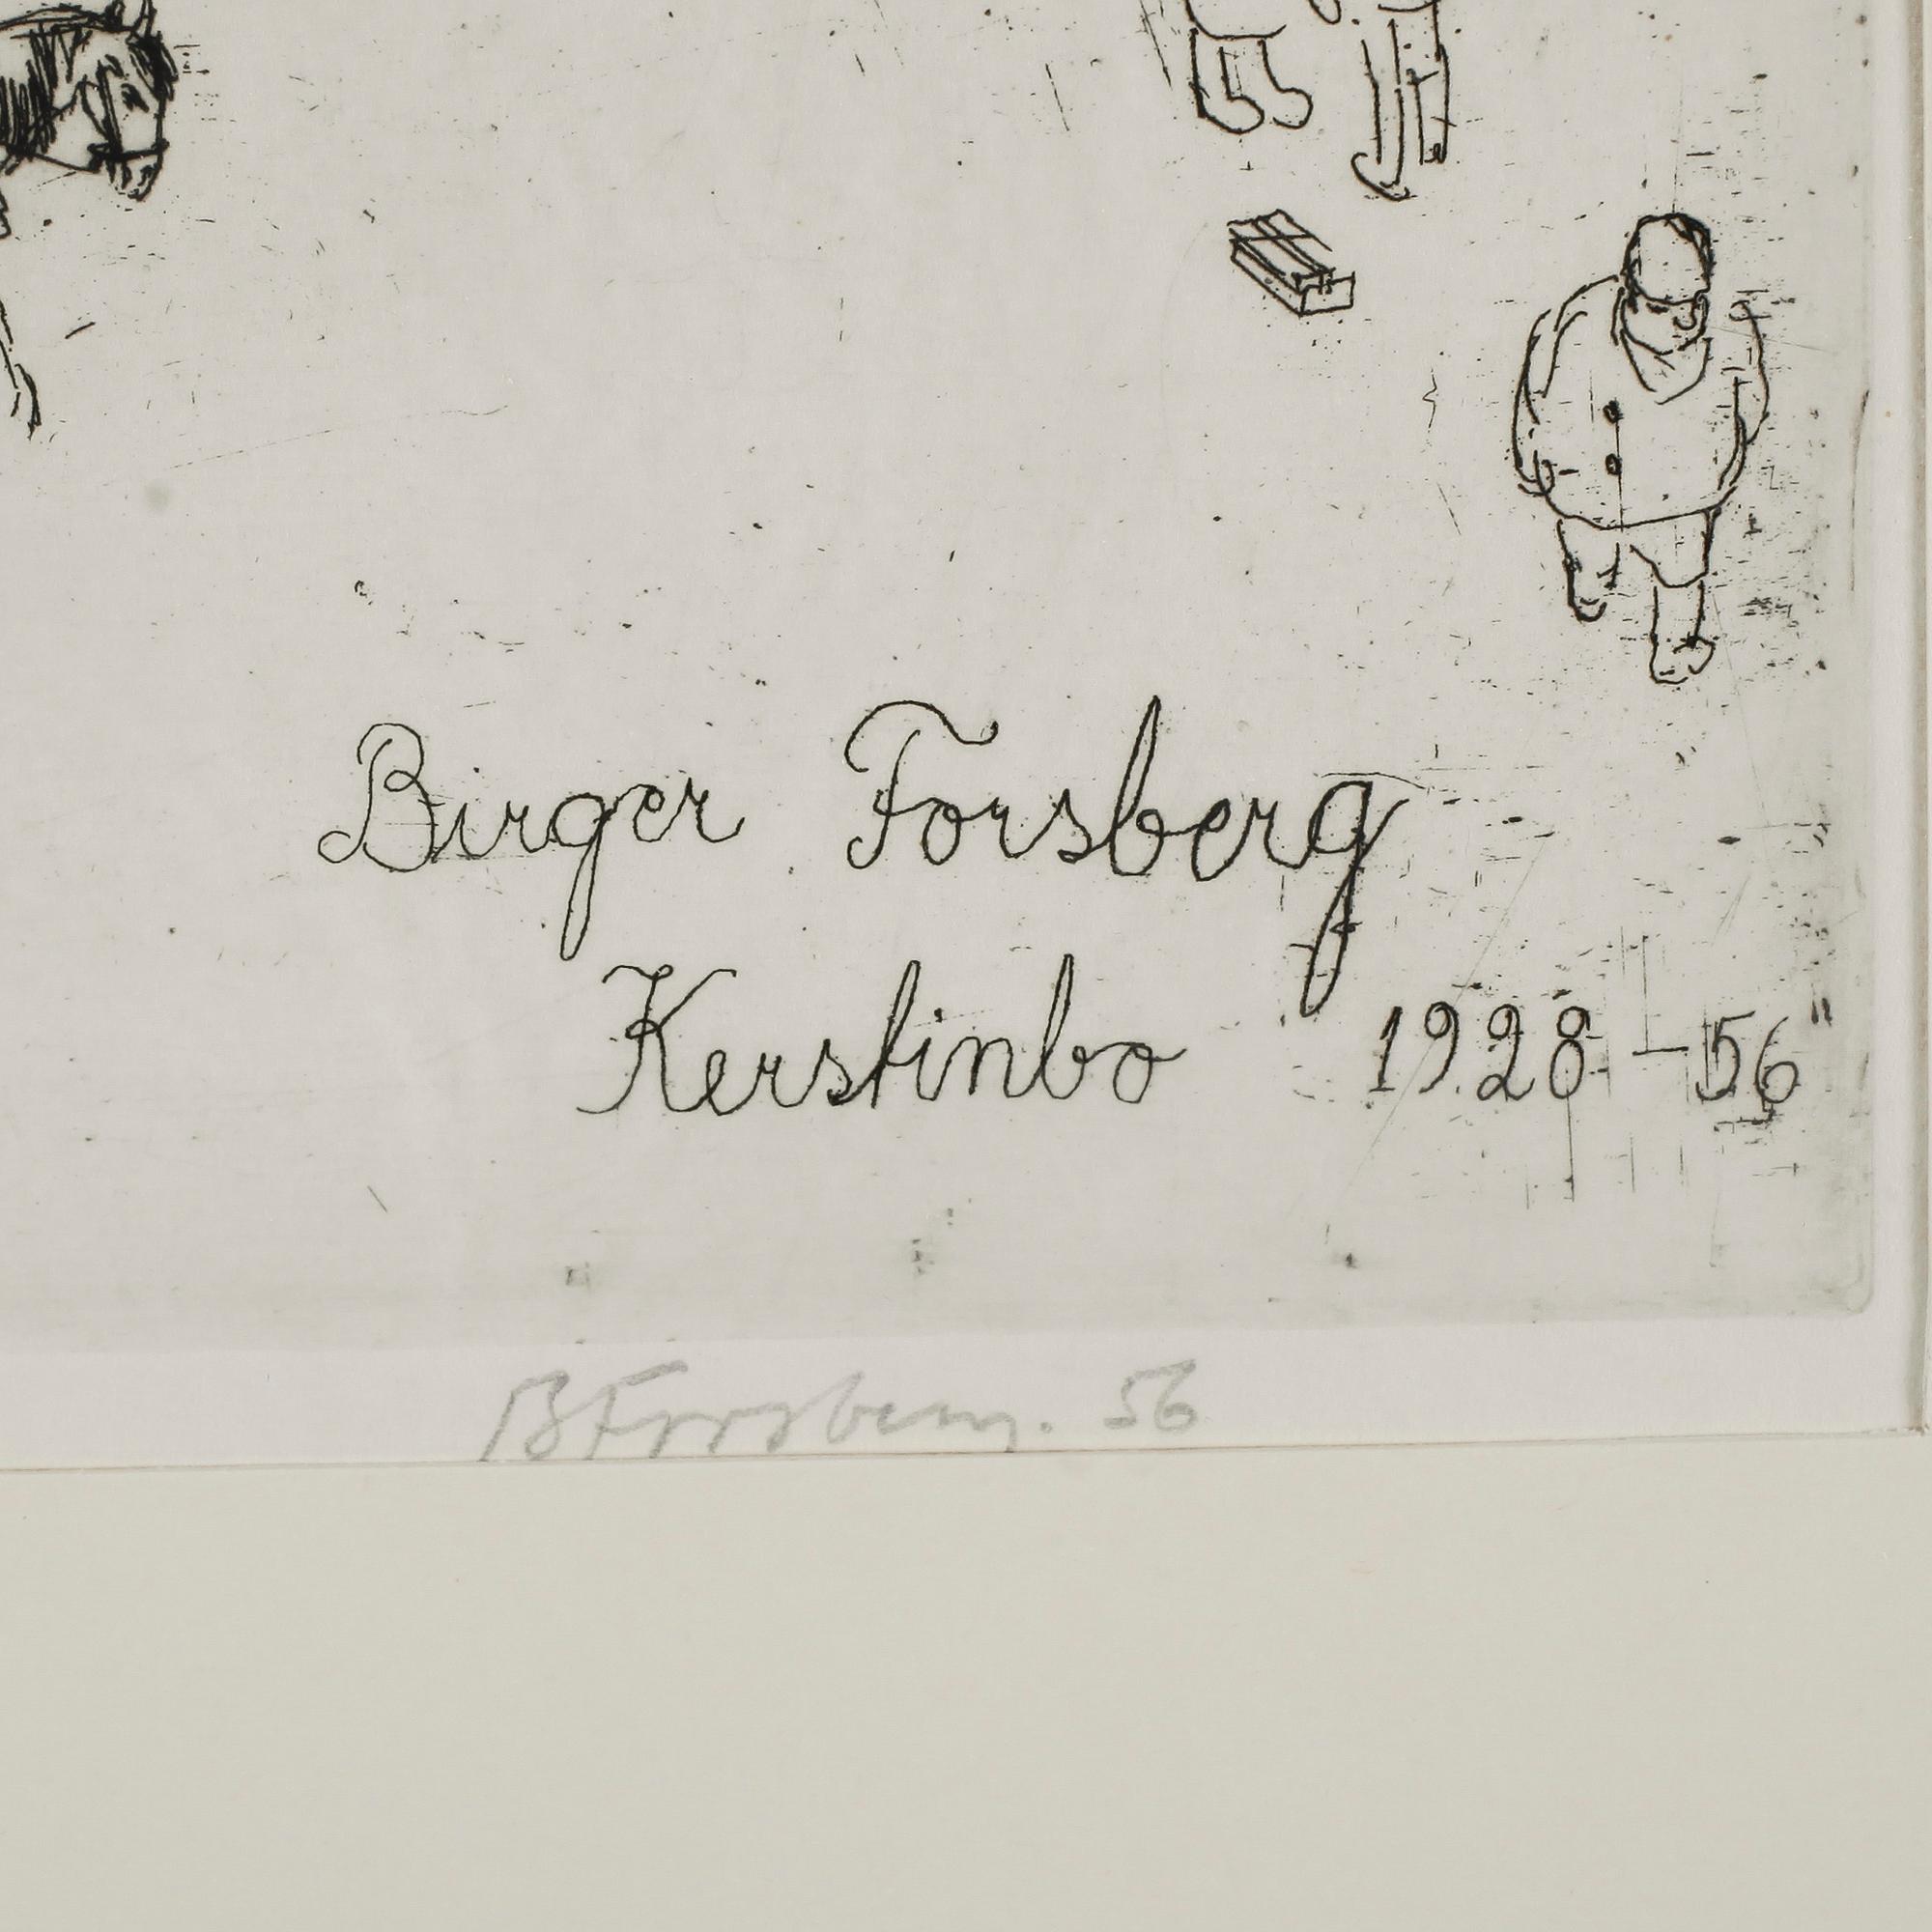 Birger Forsberg
Kerstinbo 1928 - 56"
B Forsberg. 56